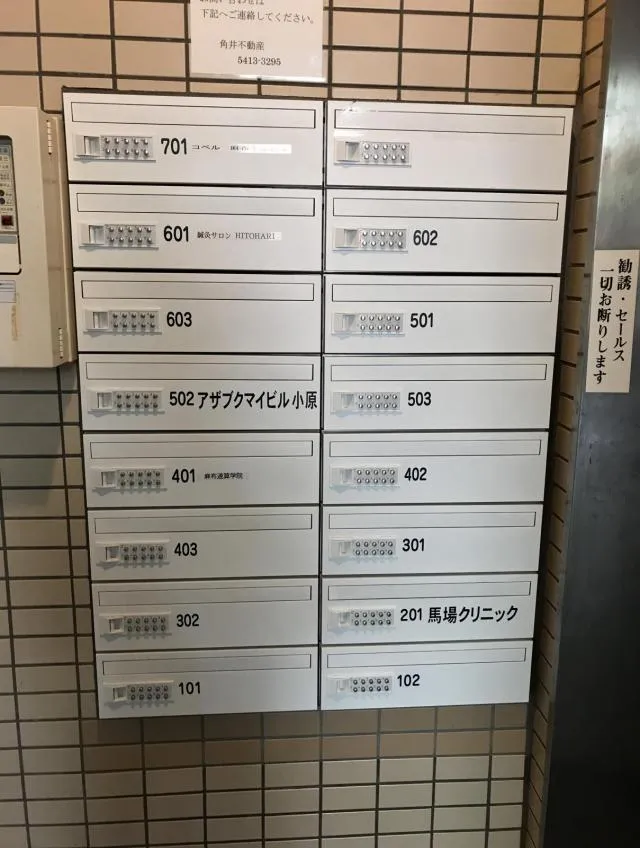 下記へご連絡してください。
角井不動産
5413-3295
701 コペル
601 鍼灸サロン HITOHARI
602
603
501
502 アザブクマイビル 小原
503
401 麻布速算学院
402
403
301
302
201 馬場クリニック
101
102
勧誘・セールス
一切お断りします